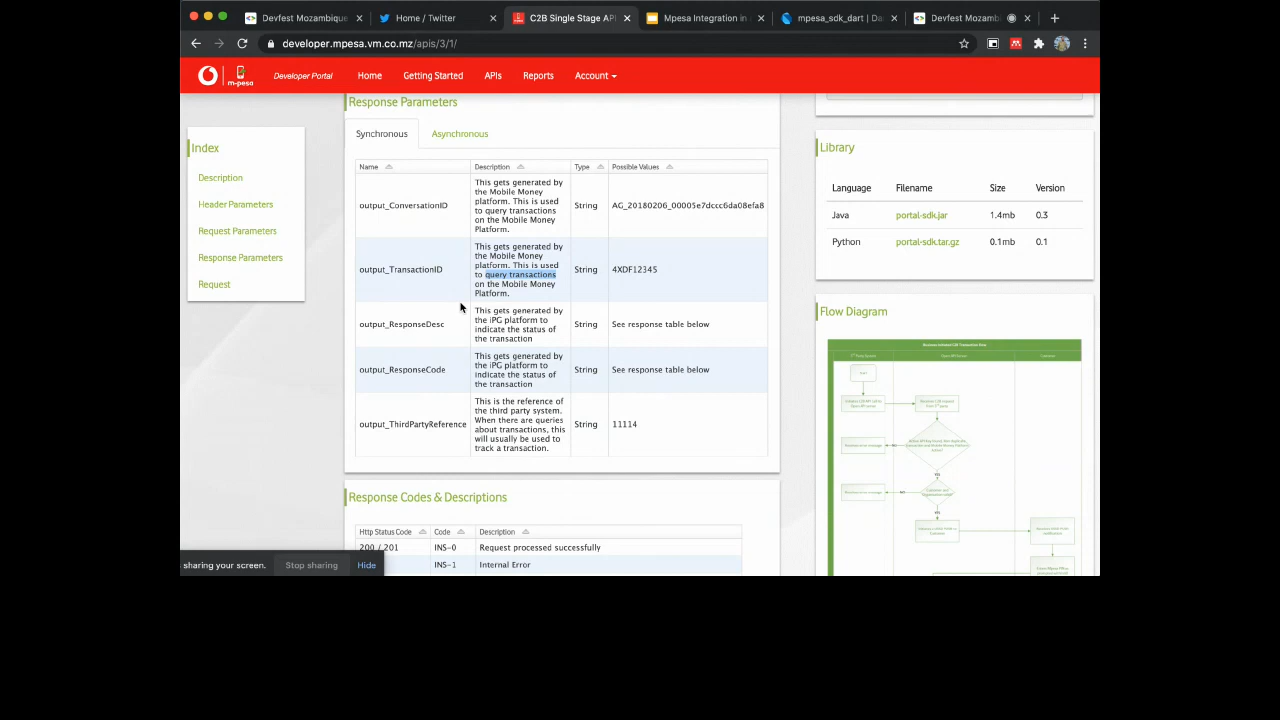 Devfest Mozambique
Home / Twitter
C2B Single Stage API
Mpesa Integration in
mpesa_sdk_dart | Da
Devfest Mozamb
developer.mpesa.vm.co.mz/apis/3/1/
m-pesa
Developer Portal
Home
Getting Started
APIs
Reports
Account
Index
Description
Header Parameters
Request Parameters
Response Parameters
Request
Response Parameters
Synchronous
Asynchronous
Name
Description
Type
Possible Values
output_ConversationID
This gets generated by
the Mobile Money
platform. This is used
to query transactions
on the Mobile Money
Platform.
String
AG_20180206_00005e7dccc6da08efa8
output_TransactionID
This gets generated by
the Mobile Money
platform. This is used
to query transactions
on the Mobile Money
Platform.
String
4XDF12345
output_ResponseDesc
This gets generated by
the iPG platform to
indicate the status of
the transaction
String
See response table below
output_ResponseCode
This gets generated by
the iPG platform to
indicate the status of
the transaction
String
See response table below
output_ThirdPartyReference
This is the reference of
the third party system.
When there are queries
about transactions, this
will usually be used to
track a transaction.
String
11114
Response Codes & Descriptions
Http Status Code
Code
Description
200 / 201
INS-0
Request processed successfully
INS-1
Internal Error
Library
Language
Filename
Size
Version
Java
portal-sdk.jar
1.4mb
0.3
Python
portal-sdk.tar.gz
0.1mb
0.1
Flow Diagram
sharing your screen.
Stop sharing
Hide